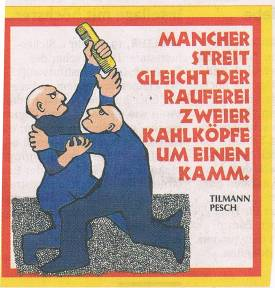 MANCHER
STREIT
GLEICHT DER
RAUFEREI
ZWEIER
KAHLKÖPFE
UM EINEN
KAMM.
TILMANN
PESCH